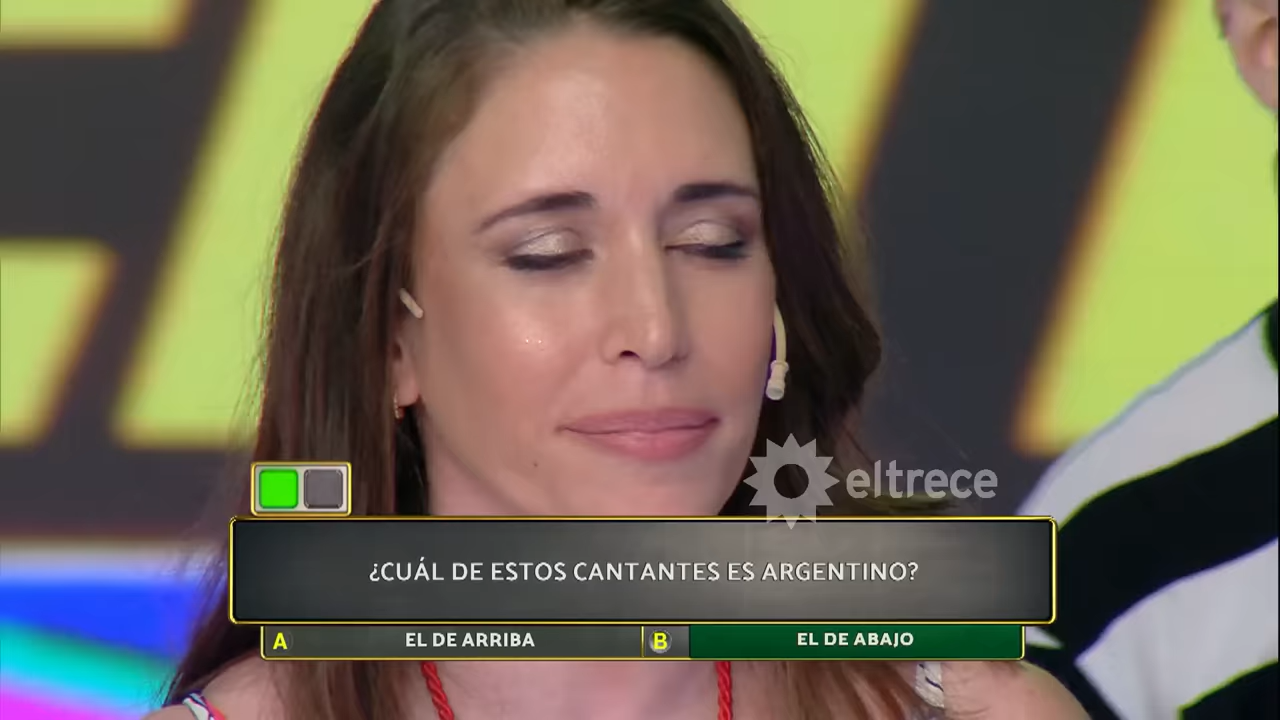 eltrece
¿CUÁL DE ESTOS CANTANTES ES ARGENTINO?
A EL DE ARRIBA B EL DE ABAJO